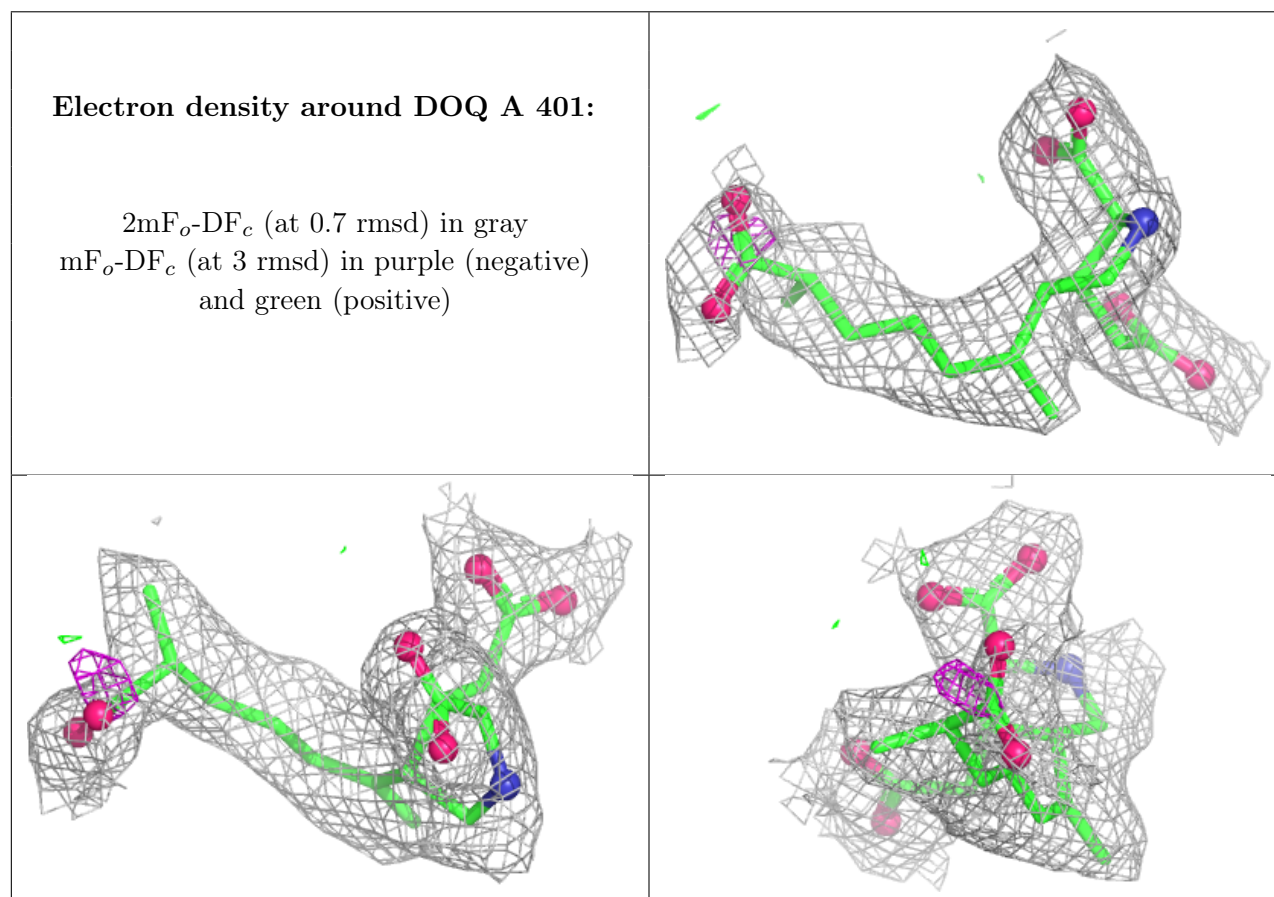 Electron density around DOQ A 401:
2mFo-DFc (at 0.7 rmsd) in gray
mFo-DFc (at 3 rmsd) in purple (negative)
and green (positive)